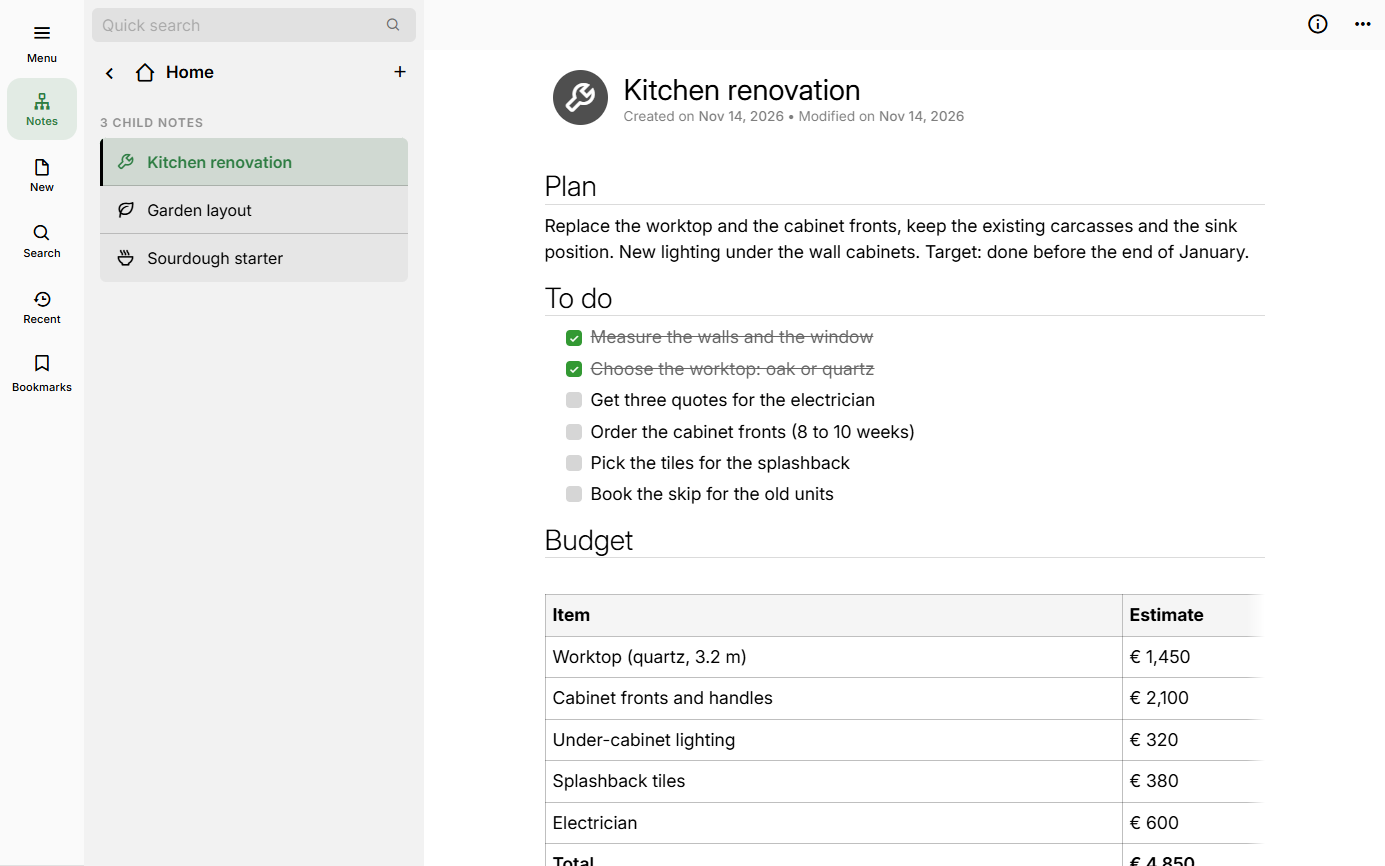 Menu
Notes
New
Search
Recent
Bookmarks
Quick search
Home
3 CHILD NOTES
Kitchen renovation
Garden layout
Sourdough starter
Kitchen renovation
Created on Nov 14, 2026 • Modified on Nov 14, 2026
Plan
Replace the worktop and the cabinet fronts, keep the existing carcasses and the sink
position. New lighting under the wall cabinets. Target: done before the end of January.
To do
Measure the walls and the window
Choose the worktop: oak or quartz
Get three quotes for the electrician
Order the cabinet fronts (8 to 10 weeks)
Pick the tiles for the splashback
Book the skip for the old units
Budget
Item Estimate
Worktop (quartz, 3.2 m) € 1,450
Cabinet fronts and handles € 2,100
Under-cabinet lighting € 320
Splashback tiles € 380
Electrician € 600
Total € 4,850